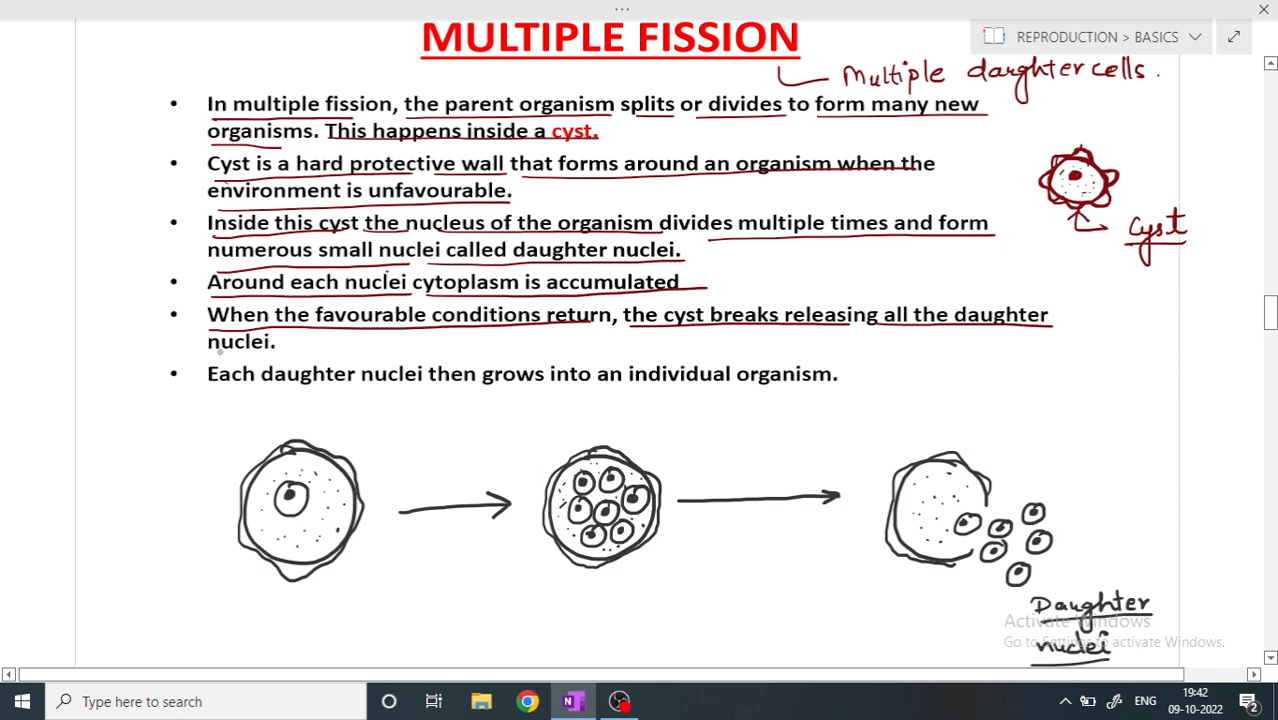 REPRODUCTION > BASICS
MULTIPLE FISSION
Multiple daughter cells.
• In multiple fission, the parent organism splits or divides to form many new
organisms. This happens inside a cyst.
• Cyst is a hard protective wall that forms around an organism when the
environment is unfavourable.
Cyst
• Inside this cyst the nucleus of the organism divides multiple times and form
numerous small nuclei called daughter nuclei.
• Around each nuclei cytoplasm is accumulated
• When the favourable conditions return, the cyst breaks releasing all the daughter
nuclei.
• Each daughter nuclei then grows into an individual organism.
Daughter
nuclei
Activate Windows
Go to Settings to activate Windows.
Type here to search
ENG
19:42
09-10-2022
2